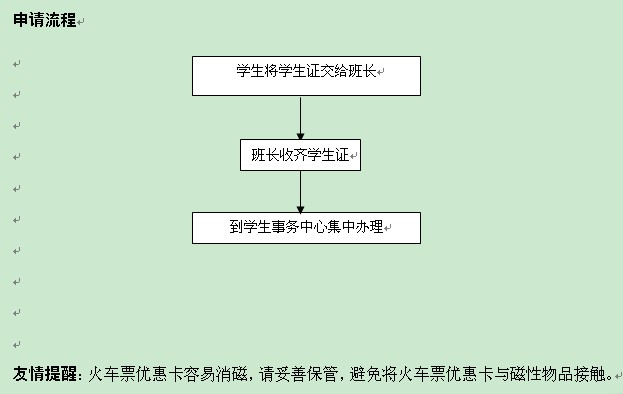 申请流程
学生将学生证交给班长
班长收齐学生证
到学生事务中心集中办理
友情提醒：火车票优惠卡容易消磁，请妥善保管，避免将火车票优惠卡与磁性物品接触。